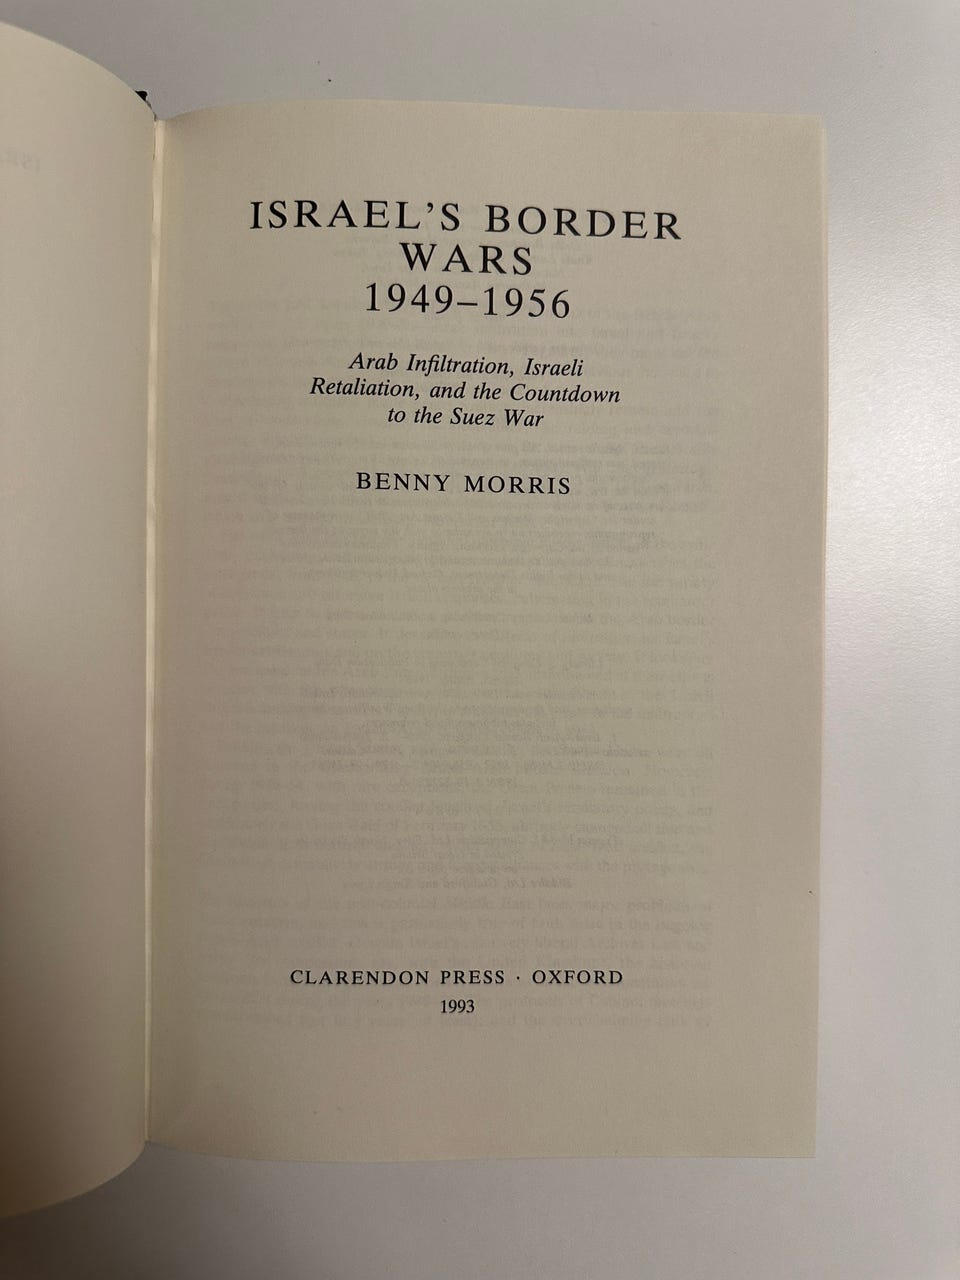 ISRAEL'S BORDER
WARS
1949–1956
Arab Infiltration, Israeli
Retaliation, and the Countdown
to the Suez War
BENNY MORRIS
CLARENDON PRESS · OXFORD
1993